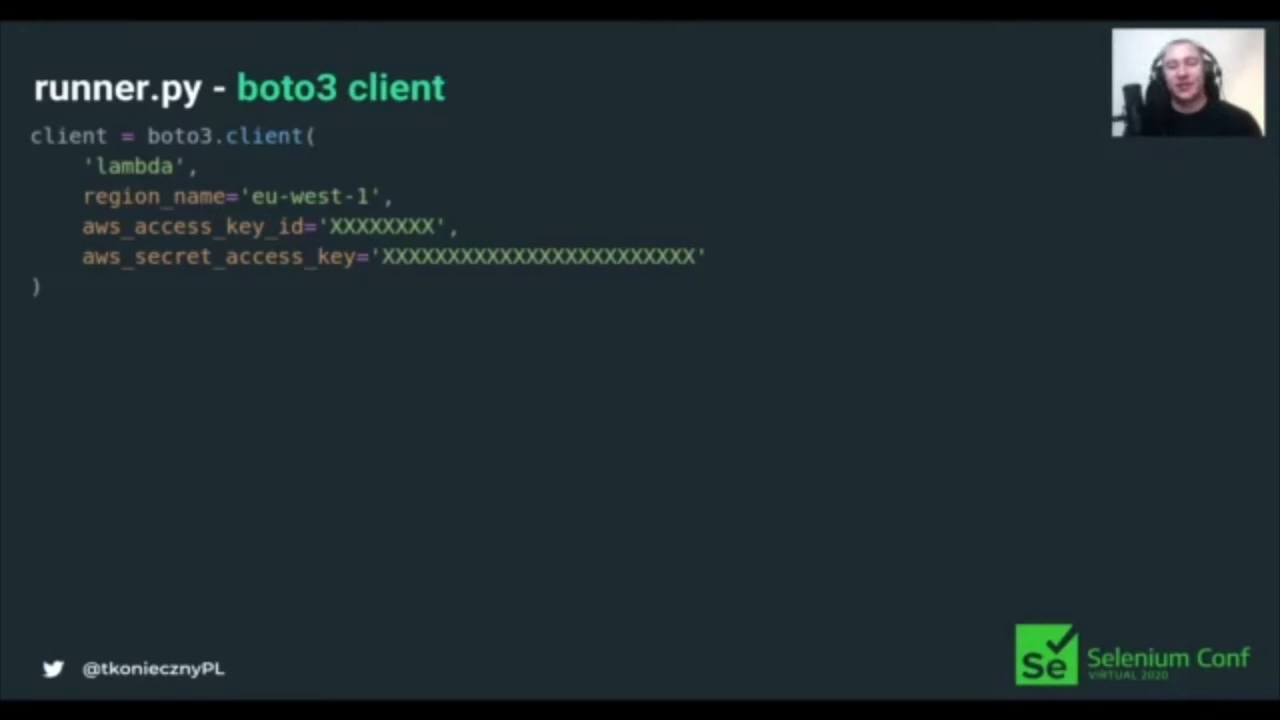 runner.py - boto3 client
client = boto3.client(
    'lambda',
    region_name='eu-west-1',
    aws_access_key_id='XXXXXXXX',
    aws_secret_access_key='XXXXXXXXXXXXXXXXXXXXXXXX'
)
@tkoniecznyPL
Se
Selenium Conf
VIRTUAL 2020